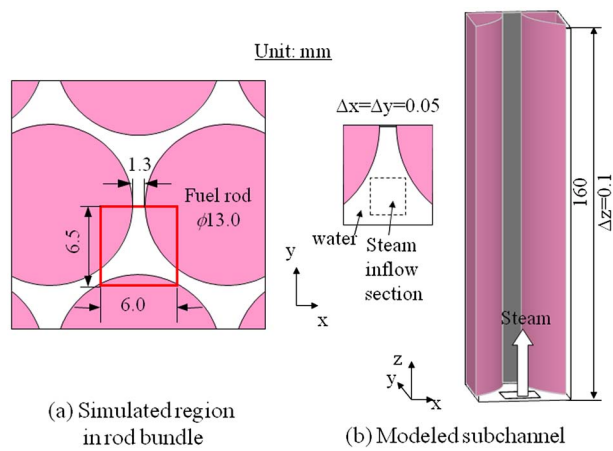 Unit: mm
1.3
Fuel rod
ϕ13.0
6.5
6.0
y
x
(a) Simulated region
in rod bundle
Δx=Δy=0.05
water
Steam
inflow
section
160
Δz=0.1
Steam
z
y
x
(b) Modeled subchannel